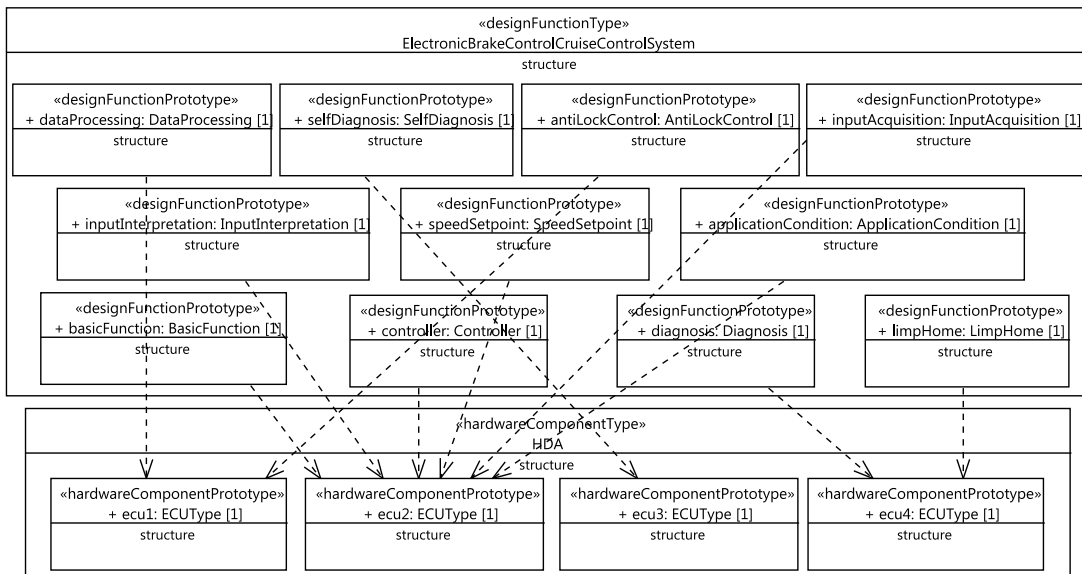 «designFunctionType»
ElectronicBrakeControlCruiseControlSystem
structure
«designFunctionPrototype»
+ dataProcessing: DataProcessing [1]
structure
«designFunctionPrototype»
+ selfDiagnosis: SelfDiagnosis [1]
structure
«designFunctionPrototype»
+ antiLockControl: AntiLockControl [1]
structure
«designFunctionPrototype»
+ inputAcquisition: InputAcquisition [1]
structure
«designFunctionPrototype»
+ inputInterpretation: InputInterpretation [1]
structure
«designFunctionPrototype»
+ speedSetpoint: SpeedSetpoint [1]
structure
«designFunctionPrototype»
+ applicationCondition: ApplicationCondition [1]
structure
«designFunctionPrototype»
+ basicFunction: BasicFunction [1]
structure
«designFunctionPrototype»
+ controller: Controller [1]
structure
«designFunctionPrototype»
+ diagnosis: Diagnosis [1]
structure
«designFunctionPrototype»
+ limpHome: LimpHome [1]
structure
«hardwareComponentType»
HDA
structure
«hardwareComponentPrototype»
+ ecu1: ECUType [1]
structure
«hardwareComponentPrototype»
+ ecu2: ECUType [1]
structure
«hardwareComponentPrototype»
+ ecu3: ECUType [1]
structure
«hardwareComponentPrototype»
+ ecu4: ECUType [1]
structure